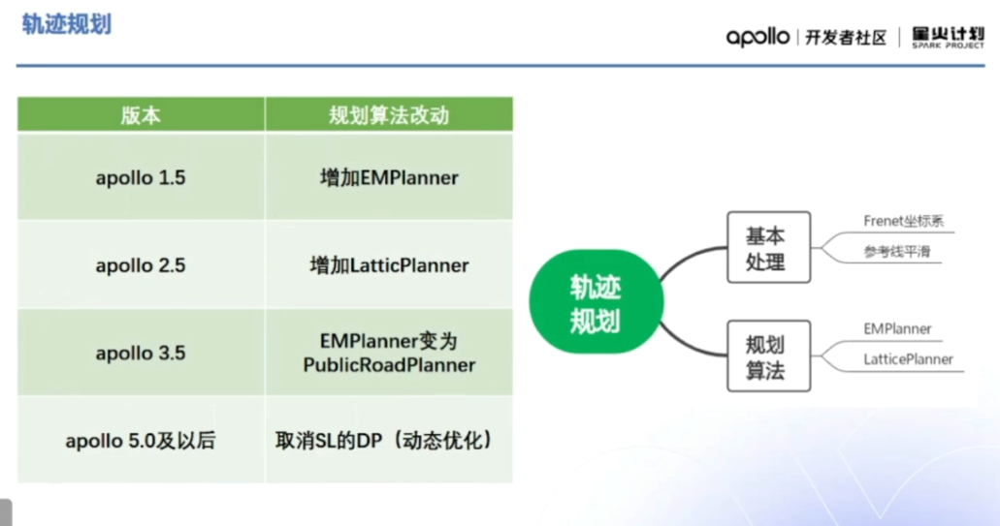 轨迹规划
apollo 开发者社区 星火计划
SPARK PROJECT
版本 规划算法改动
apollo 1.5 增加EMPlanner
apollo 2.5 增加LatticPlanner
apollo 3.5 EMPlanner变为
PublicRoadPlanner
apollo 5.0及以后 取消SL的DP（动态优化）
轨迹
规划
基本
处理
Frenet坐标系
参考线平滑
规划
算法
EMPlanner
LatticePlanner